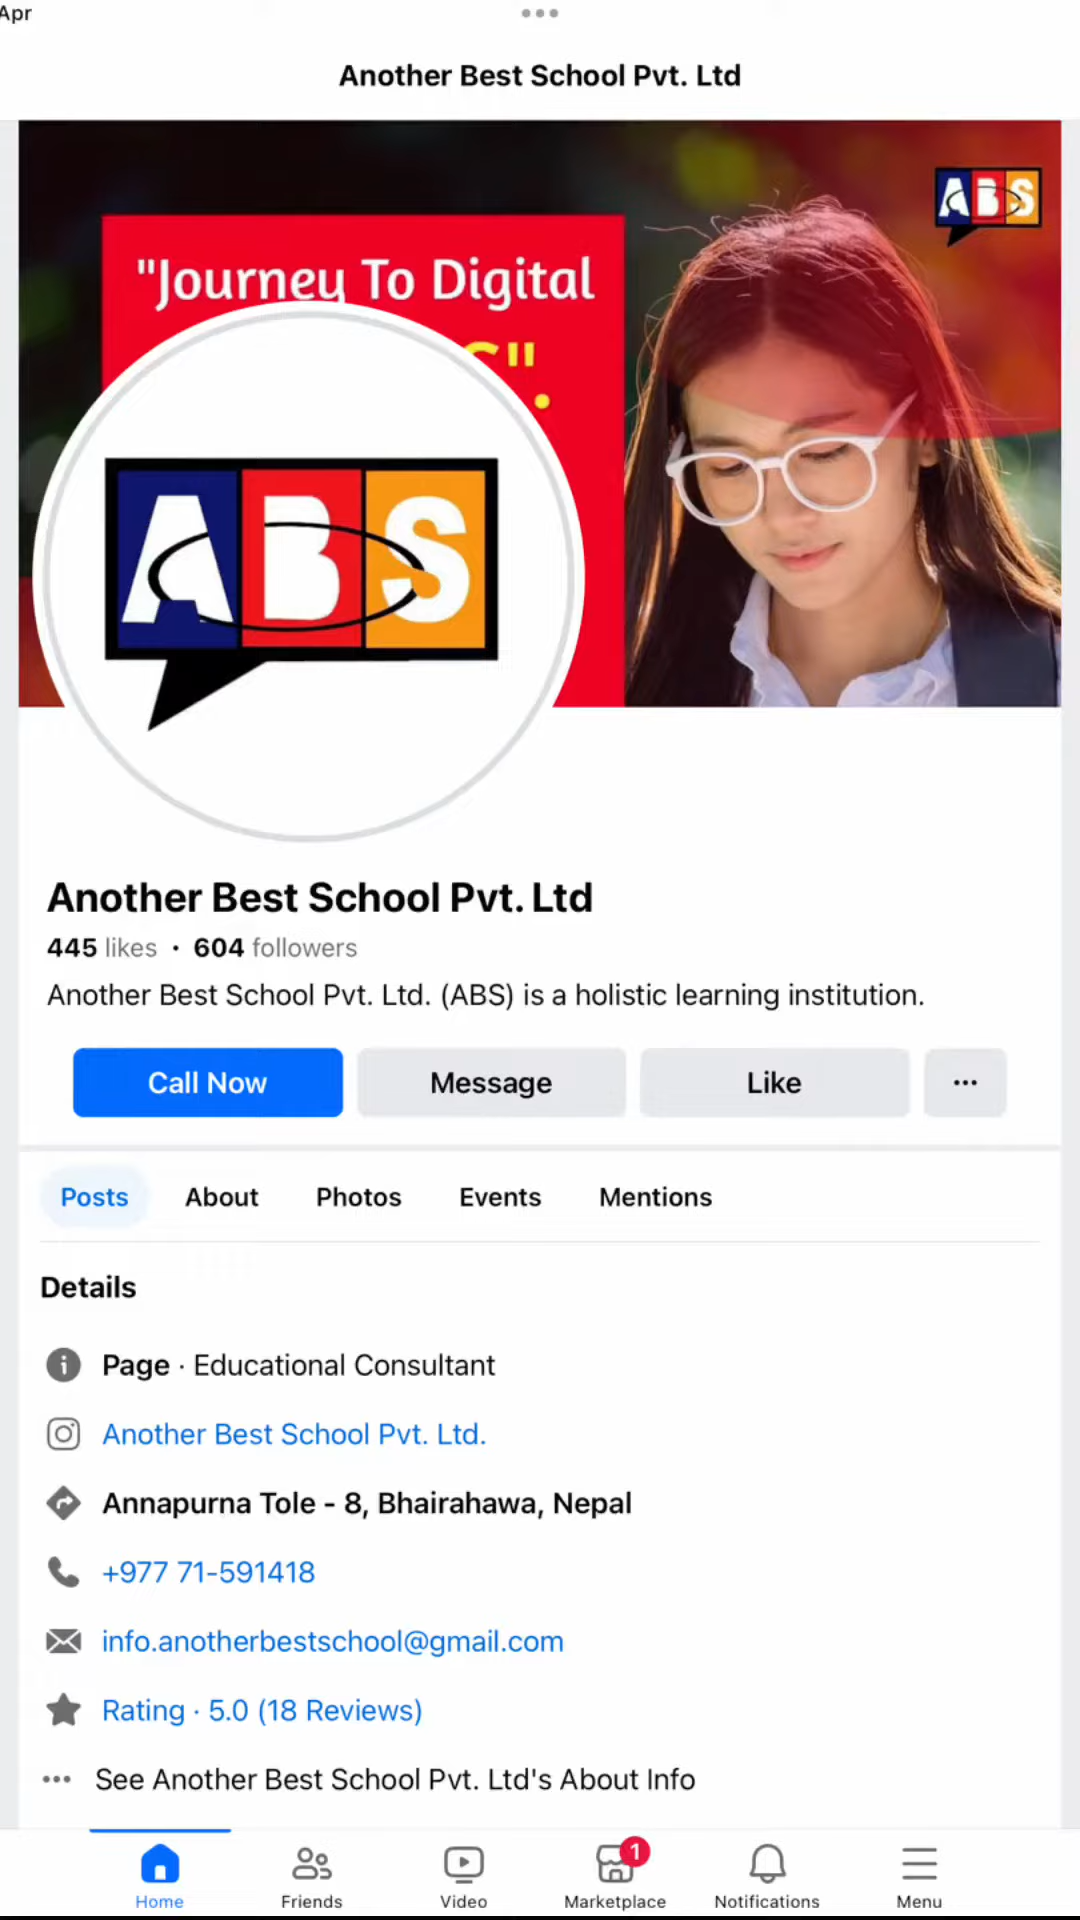 Apr
Another Best School Pvt. Ltd
ABS
"Journey To Digital
".
ABS
Another Best School Pvt. Ltd
445 likes · 604 followers
Another Best School Pvt. Ltd. (ABS) is a holistic learning institution.
Call Now Message Like ...
Posts About Photos Events Mentions
Details
Page · Educational Consultant
Another Best School Pvt. Ltd.
Annapurna Tole - 8, Bhairahawa, Nepal
+977 71-591418
info.anotherbestschool@gmail.com
Rating · 5.0 (18 Reviews)
See Another Best School Pvt. Ltd's About Info
1
Home Friends Video Marketplace Notifications Menu